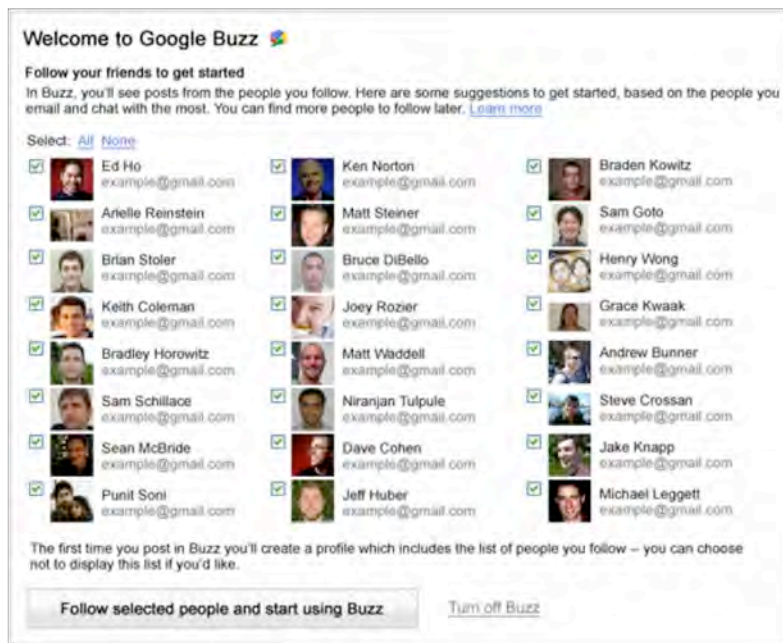 Welcome to Google Buzz
Follow your friends to get started
In Buzz, you'll see posts from the people you follow. Here are some suggestions to get started, based on the people you
email and chat with the most. You can find more people to follow later. Learn more
Select: All None
Ed Ho Ken Norton Braden Kowitz
example@gmail.com example@gmail.com example@gmail.com
Arielle Reinstein Matt Steiner Sam Goto
example@gmail.com example@gmail.com example@gmail.com
Brian Stoler Bruce DiBello Henry Wong
example@gmail.com example@gmail.com example@gmail.com
Keith Coleman Joey Rozier Grace Kwaak
example@gmail.com example@gmail.com example@gmail.com
Bradley Horowitz Matt Waddell Andrew Bunner
example@gmail.com example@gmail.com example@gmail.com
Sam Schillace Niranjan Tulpule Steve Crossan
example@gmail.com example@gmail.com example@gmail.com
Sean McBride Dave Cohen Jake Knapp
example@gmail.com example@gmail.com example@gmail.com
Punit Soni Jeff Huber Michael Leggett
example@gmail.com example@gmail.com example@gmail.com
The first time you post in Buzz you'll create a profile which includes the list of people you follow – you can choose
not to display this list if you'd like.
Follow selected people and start using Buzz Turn off Buzz